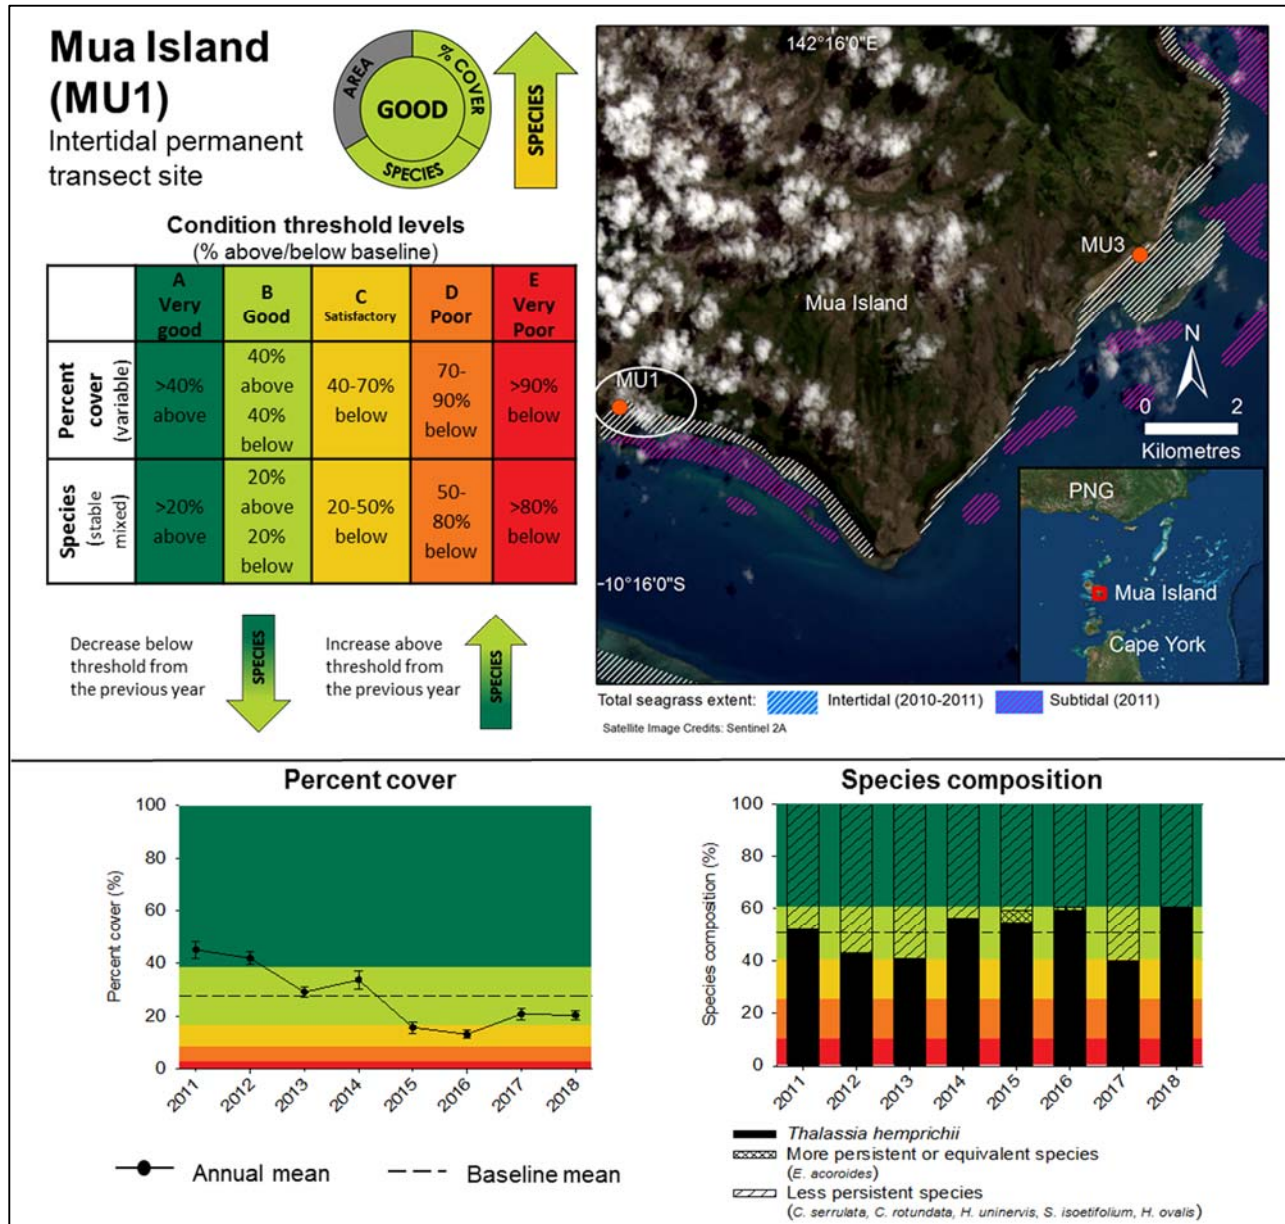 Mua Island
(MU1)
Intertidal permanent
transect site
AREA
% COVER
GOOD
SPECIES
SPECIES
Condition threshold levels
(% above/below baseline)
A
Very
good
B
Good
C
Satisfactory
D
Poor
E
Very
Poor
Percent
cover
(variable)
>40%
above
40%
above
40%
below
40-70%
below
70-
90%
below
>90%
below
Species
(stable
mixed)
>20%
above
20%
above
20%
below
20-50%
below
50-
80%
below
>80%
below
Decrease below
threshold from
the previous year
SPECIES
Increase above
threshold from
the previous year
SPECIES
142°16'0"E
MU3
Mua Island
MU1
N
0 2
Kilometres
10°16'0"S
PNG
Mua Island
Cape York
Total seagrass extent: Intertidal (2010-2011) Subtidal (2011)
Satellite Image Credits: Sentinel 2A
Percent cover
Percent cover (%)
100
80
60
40
20
0
2011 2012 2013 2014 2015 2016 2017 2018
Annual mean Baseline mean
Species composition
Species composition (%)
100
80
60
40
20
0
2011 2012 2013 2014 2015 2016 2017 2018
Thalassia hemprichii
More persistent or equivalent species
(E. acoroides)
Less persistent species
(C. serrulata, C. rotundata, H. uninervis, S. isoetifolium, H. ovalis)